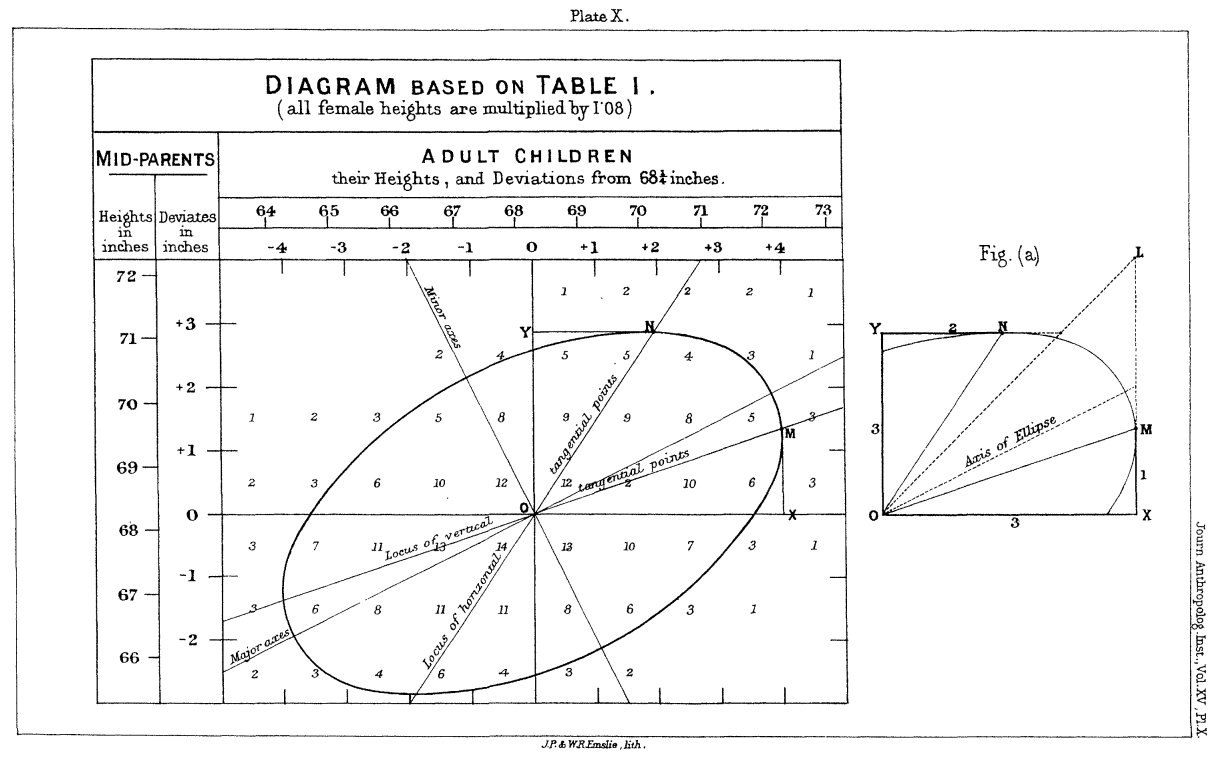 Plate X.
DIAGRAM BASED ON TABLE I.
(all female heights are multiplied by 1·08)
MID-PARENTS
ADULT CHILDREN
their Heights, and Deviations from 68¼ inches.
Heights in inches
Deviates in inches
64 65 66 67 68 69 70 71 72 73
-4 -3 -2 -1 0 +1 +2 +3 +4
72
1 2 2 2 1
Minor axes
+3
Y N
71
2 4 5 5 4 3 1
+2
70
1 2 3 5 8 9 9 8 5 3
tangential points
M
+1
tangential points
69
2 3 6 10 12 12 2 10 6 3
0
O X
68
Locus of vertical
3 7 11 13 14 13 10 7 3 1
-1
67
3 6 8 11 11 8 6 3 1
Locus of horizontal
-2
Major axes
66
2 3 4 6 4 3 2
Fig. (a)
L
Y 2 N
3
Axis of Ellipse
M
1
O 3 X
Journ Anthropolog. Inst., Vol. XV, Pl. X
J.P. & W.R. Emslie, lith.